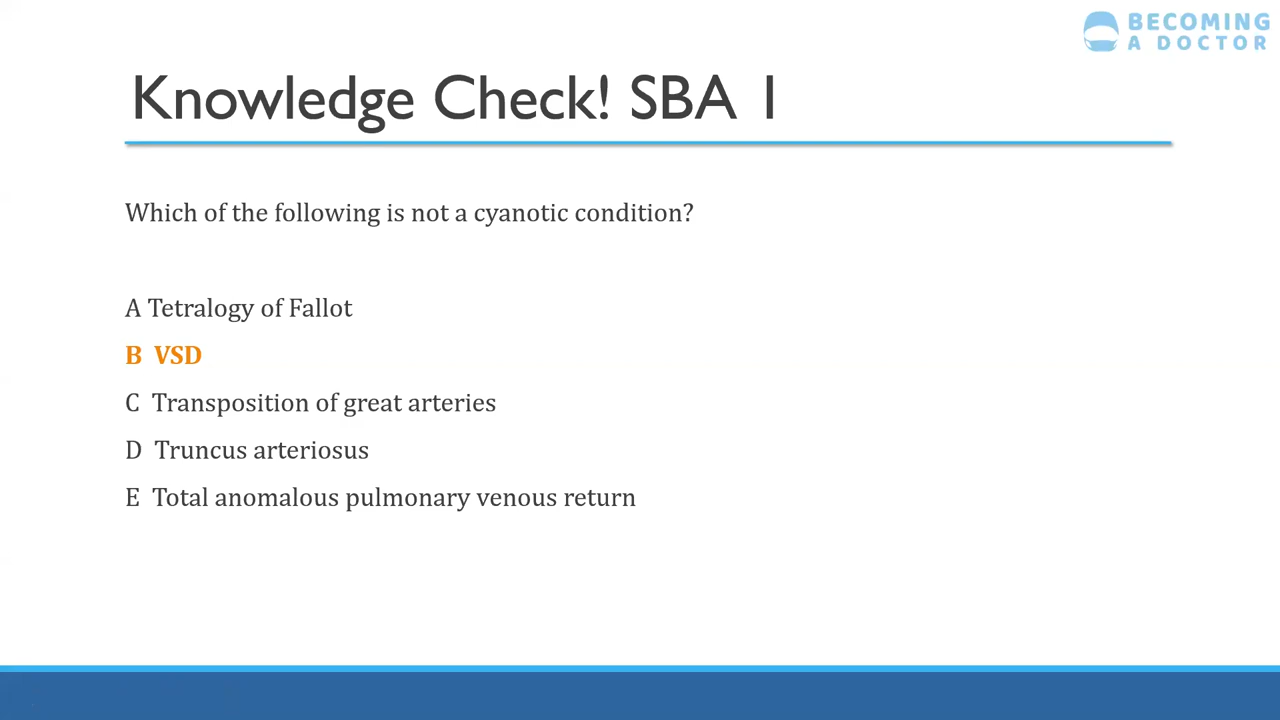 BECOMING
A DOCTOR
Knowledge Check! SBA 1
Which of the following is not a cyanotic condition?
A Tetralogy of Fallot
B VSD
C Transposition of great arteries
D Truncus arteriosus
E Total anomalous pulmonary venous return